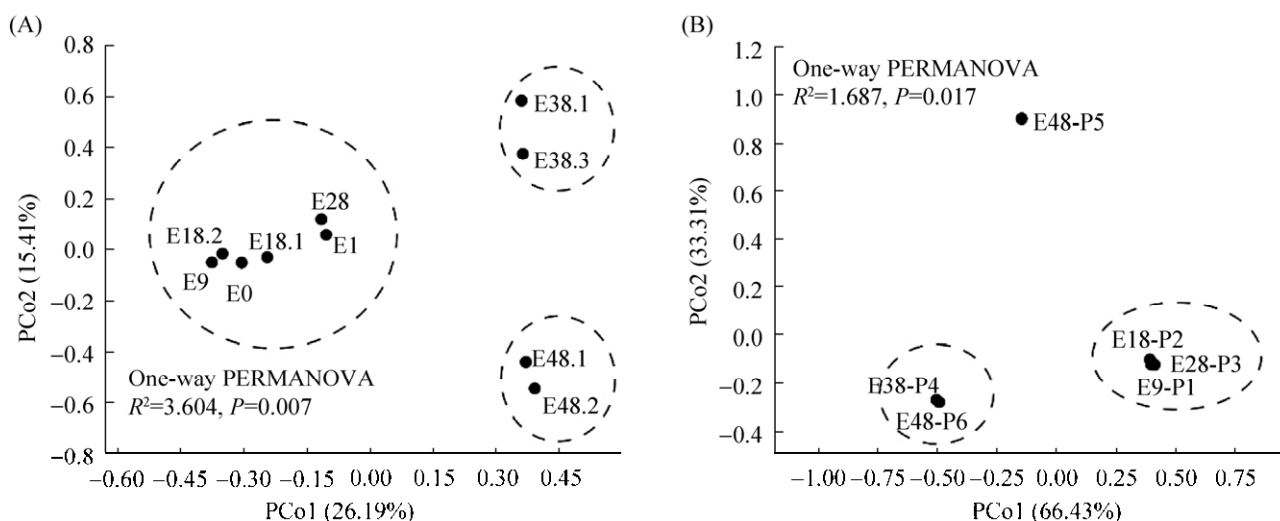 (A)
0.8
0.6
0.4
0.2
0.0
−0.2
−0.4
−0.6
−0.8
PCo2 (15.41%)
E38.1
E38.3
E28
E18.2
E18.1
E1
E9
E0
E48.1
E48.2
One-way PERMANOVA
R²=3.604, P=0.007
−0.60 −0.45 −0.30 −0.15 0.00 0.15 0.30 0.45
PCo1 (26.19%)
(B)
1.2
1.0
0.8
0.6
0.4
0.2
0.0
−0.2
−0.4
PCo2 (33.31%)
One-way PERMANOVA
R²=1.687, P=0.017
E48-P5
E18-P2
E28-P3
E9-P1
E38-P4
E48-P6
−1.00 −0.75 −0.50 −0.25 0.00 0.25 0.50 0.75
PCo1 (66.43%)